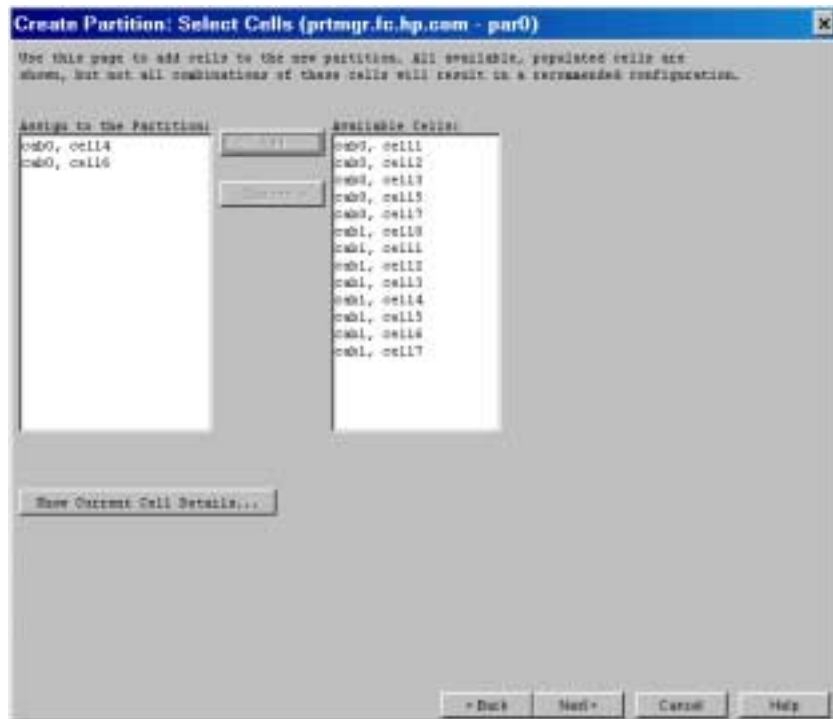 Create Partition: Select Cells (prtmgr.fc.hp.com - par0)
Use this page to add cells to the new partition. All available, populated cells are
shown, but not all combinations of these cells will result in a recommended configuration.
Assign to the Partition:
cab0, cell4
cab0, cell6
Available Cells:
cab0, cell1
cab0, cell2
cab0, cell3
cab0, cell5
cab0, cell7
cab1, cell0
cab1, cell1
cab1, cell2
cab1, cell3
cab1, cell4
cab1, cell5
cab1, cell6
cab1, cell7
Show Current Cell Details...
Back
Next
Cancel
Help